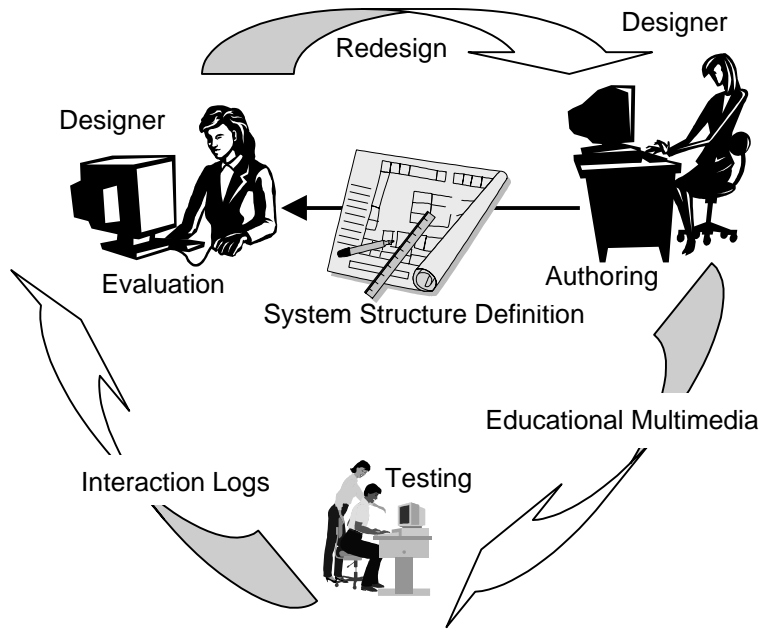 Designer
Redesign
Designer
Evaluation
Authoring
System Structure Definition
Educational Multimedia
Interaction Logs
Testing